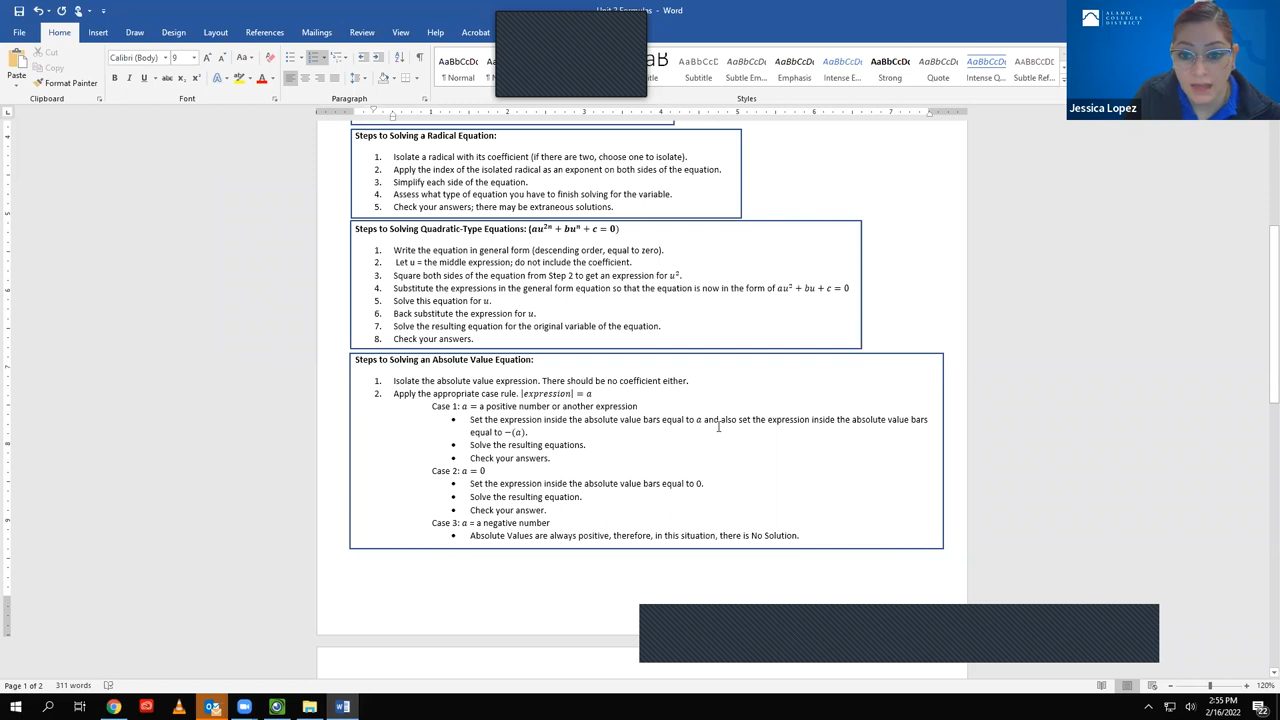 Unit 2 Formulas - Word
File Home Insert Draw Design Layout References Mailings Review View Help Acrobat
Cut
Copy
Paste
Format Painter
Clipboard
Calibri (Body) 9
Font
Paragraph
AaBbCcDc ¶ Normal
Subtitle
Subtle Em...
Emphasis
Intense E...
Strong
Quote
Intense Q...
Subtle Ref...
Styles
ALAMO
COLLEGES
DISTRICT
Jessica Lopez
Steps to Solving a Radical Equation:
1. Isolate a radical with its coefficient (if there are two, choose one to isolate).
2. Apply the index of the isolated radical as an exponent on both sides of the equation.
3. Simplify each side of the equation.
4. Assess what type of equation you have to finish solving for the variable.
5. Check your answers; there may be extraneous solutions.
Steps to Solving Quadratic-Type Equations: (au²ⁿ + buⁿ + c = 0)
1. Write the equation in general form (descending order, equal to zero).
2. Let u = the middle expression; do not include the coefficient.
3. Square both sides of the equation from Step 2 to get an expression for u².
4. Substitute the expressions in the general form equation so that the equation is now in the form of au² + bu + c = 0
5. Solve this equation for u.
6. Back substitute the expression for u.
7. Solve the resulting equation for the original variable of the equation.
8. Check your answers.
Steps to Solving an Absolute Value Equation:
1. Isolate the absolute value expression. There should be no coefficient either.
2. Apply the appropriate case rule. |expression| = a
Case 1: a = a positive number or another expression
• Set the expression inside the absolute value bars equal to a and also set the expression inside the absolute value bars
equal to −(a).
• Solve the resulting equations.
• Check your answers.
Case 2: a = 0
• Set the expression inside the absolute value bars equal to 0.
• Solve the resulting equation.
• Check your answer.
Case 3: a = a negative number
• Absolute Values are always positive, therefore, in this situation, there is No Solution.
Page 1 of 2 311 words
120%
2:55 PM
2/16/2022
22